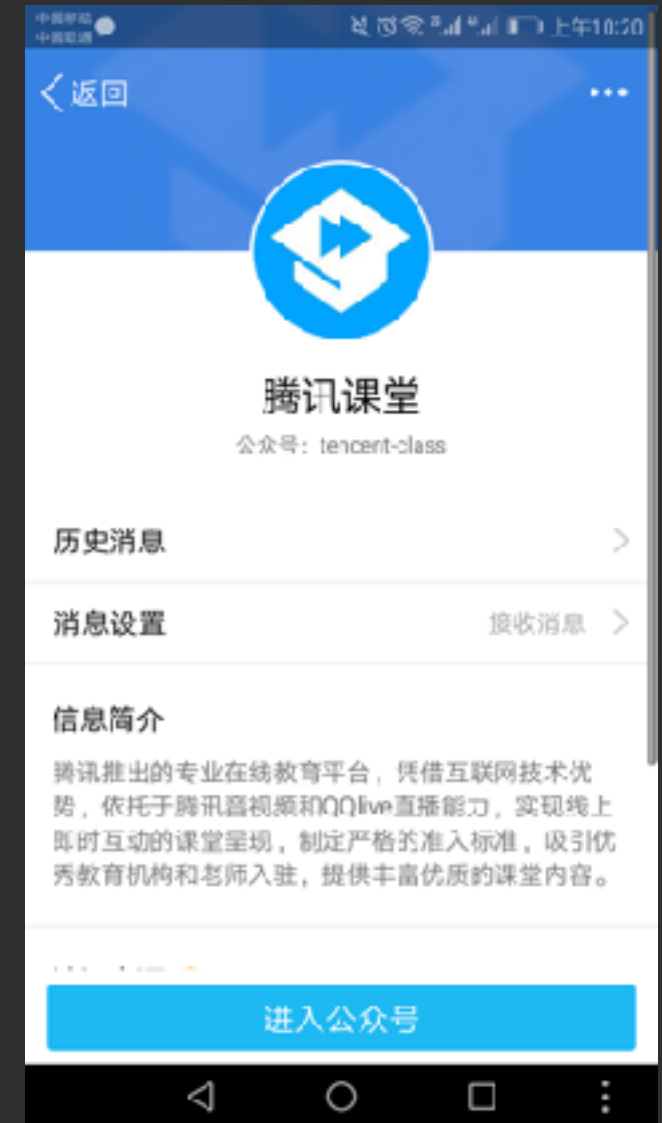 中国移动
中国联通
上午10:20
返回
腾讯课堂
公众号：tencent-class
历史消息
消息设置
接收消息
信息简介
腾讯推出的专业在线教育平台，凭借互联网技术优
势，依托于腾讯音视频和QQlive直播能力，实现线上
即时互动的课堂呈现，制定严格的准入标准，吸引优
秀教育机构和老师入驻，提供丰富优质的课堂内容。
进入公众号